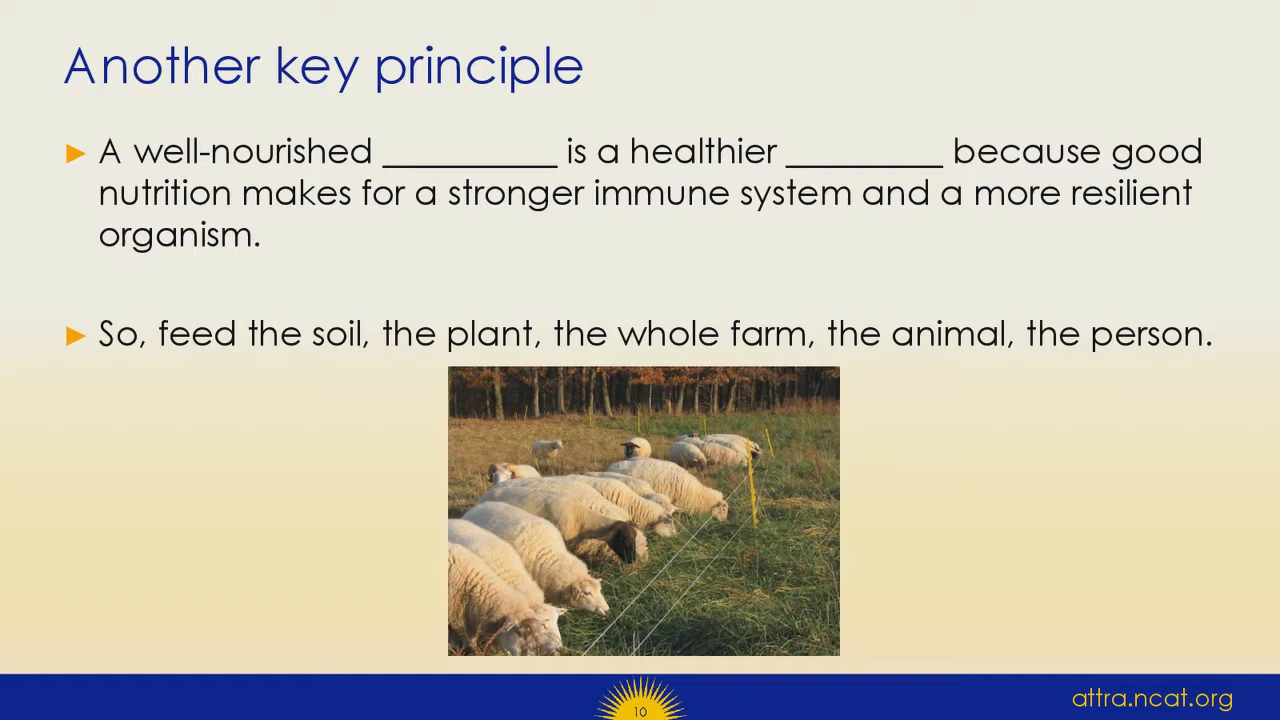 Another key principle
► A well-nourished __________ is a healthier _________ because good
nutrition makes for a stronger immune system and a more resilient
organism.
► So, feed the soil, the plant, the whole farm, the animal, the person.
10
attra.ncat.org